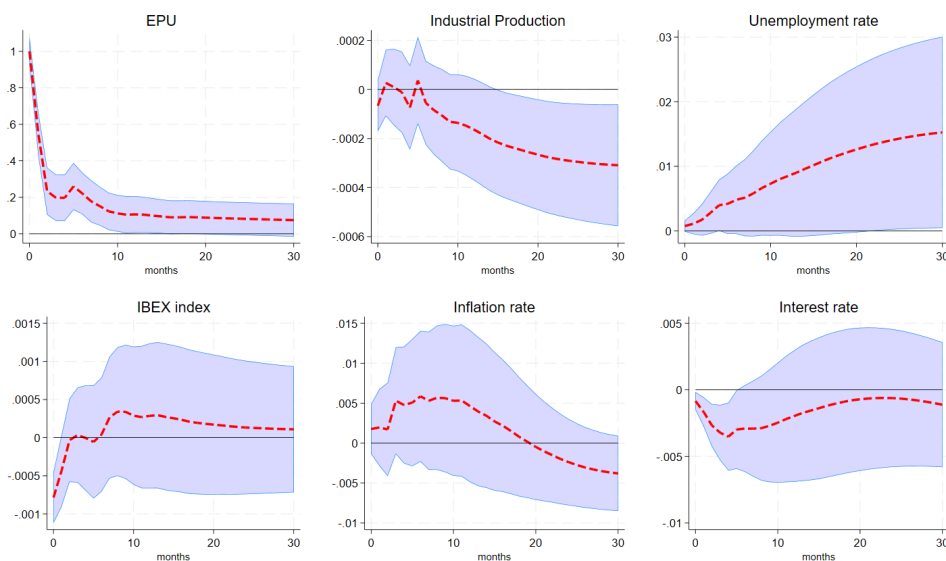 EPU
1
.8
.6
.4
.2
0
0 10 20 30
months
Industrial Production
.0002
0
-.0002
-.0004
-.0006
0 10 20 30
months
Unemployment rate
.03
.02
.01
0
0 10 20 30
months
IBEX index
.0015
.001
.0005
0
-.0005
-.001
0 10 20 30
months
Inflation rate
.015
.01
.005
0
-.005
-.01
0 10 20 30
months
Interest rate
.005
0
-.005
-.01
0 10 20 30
months